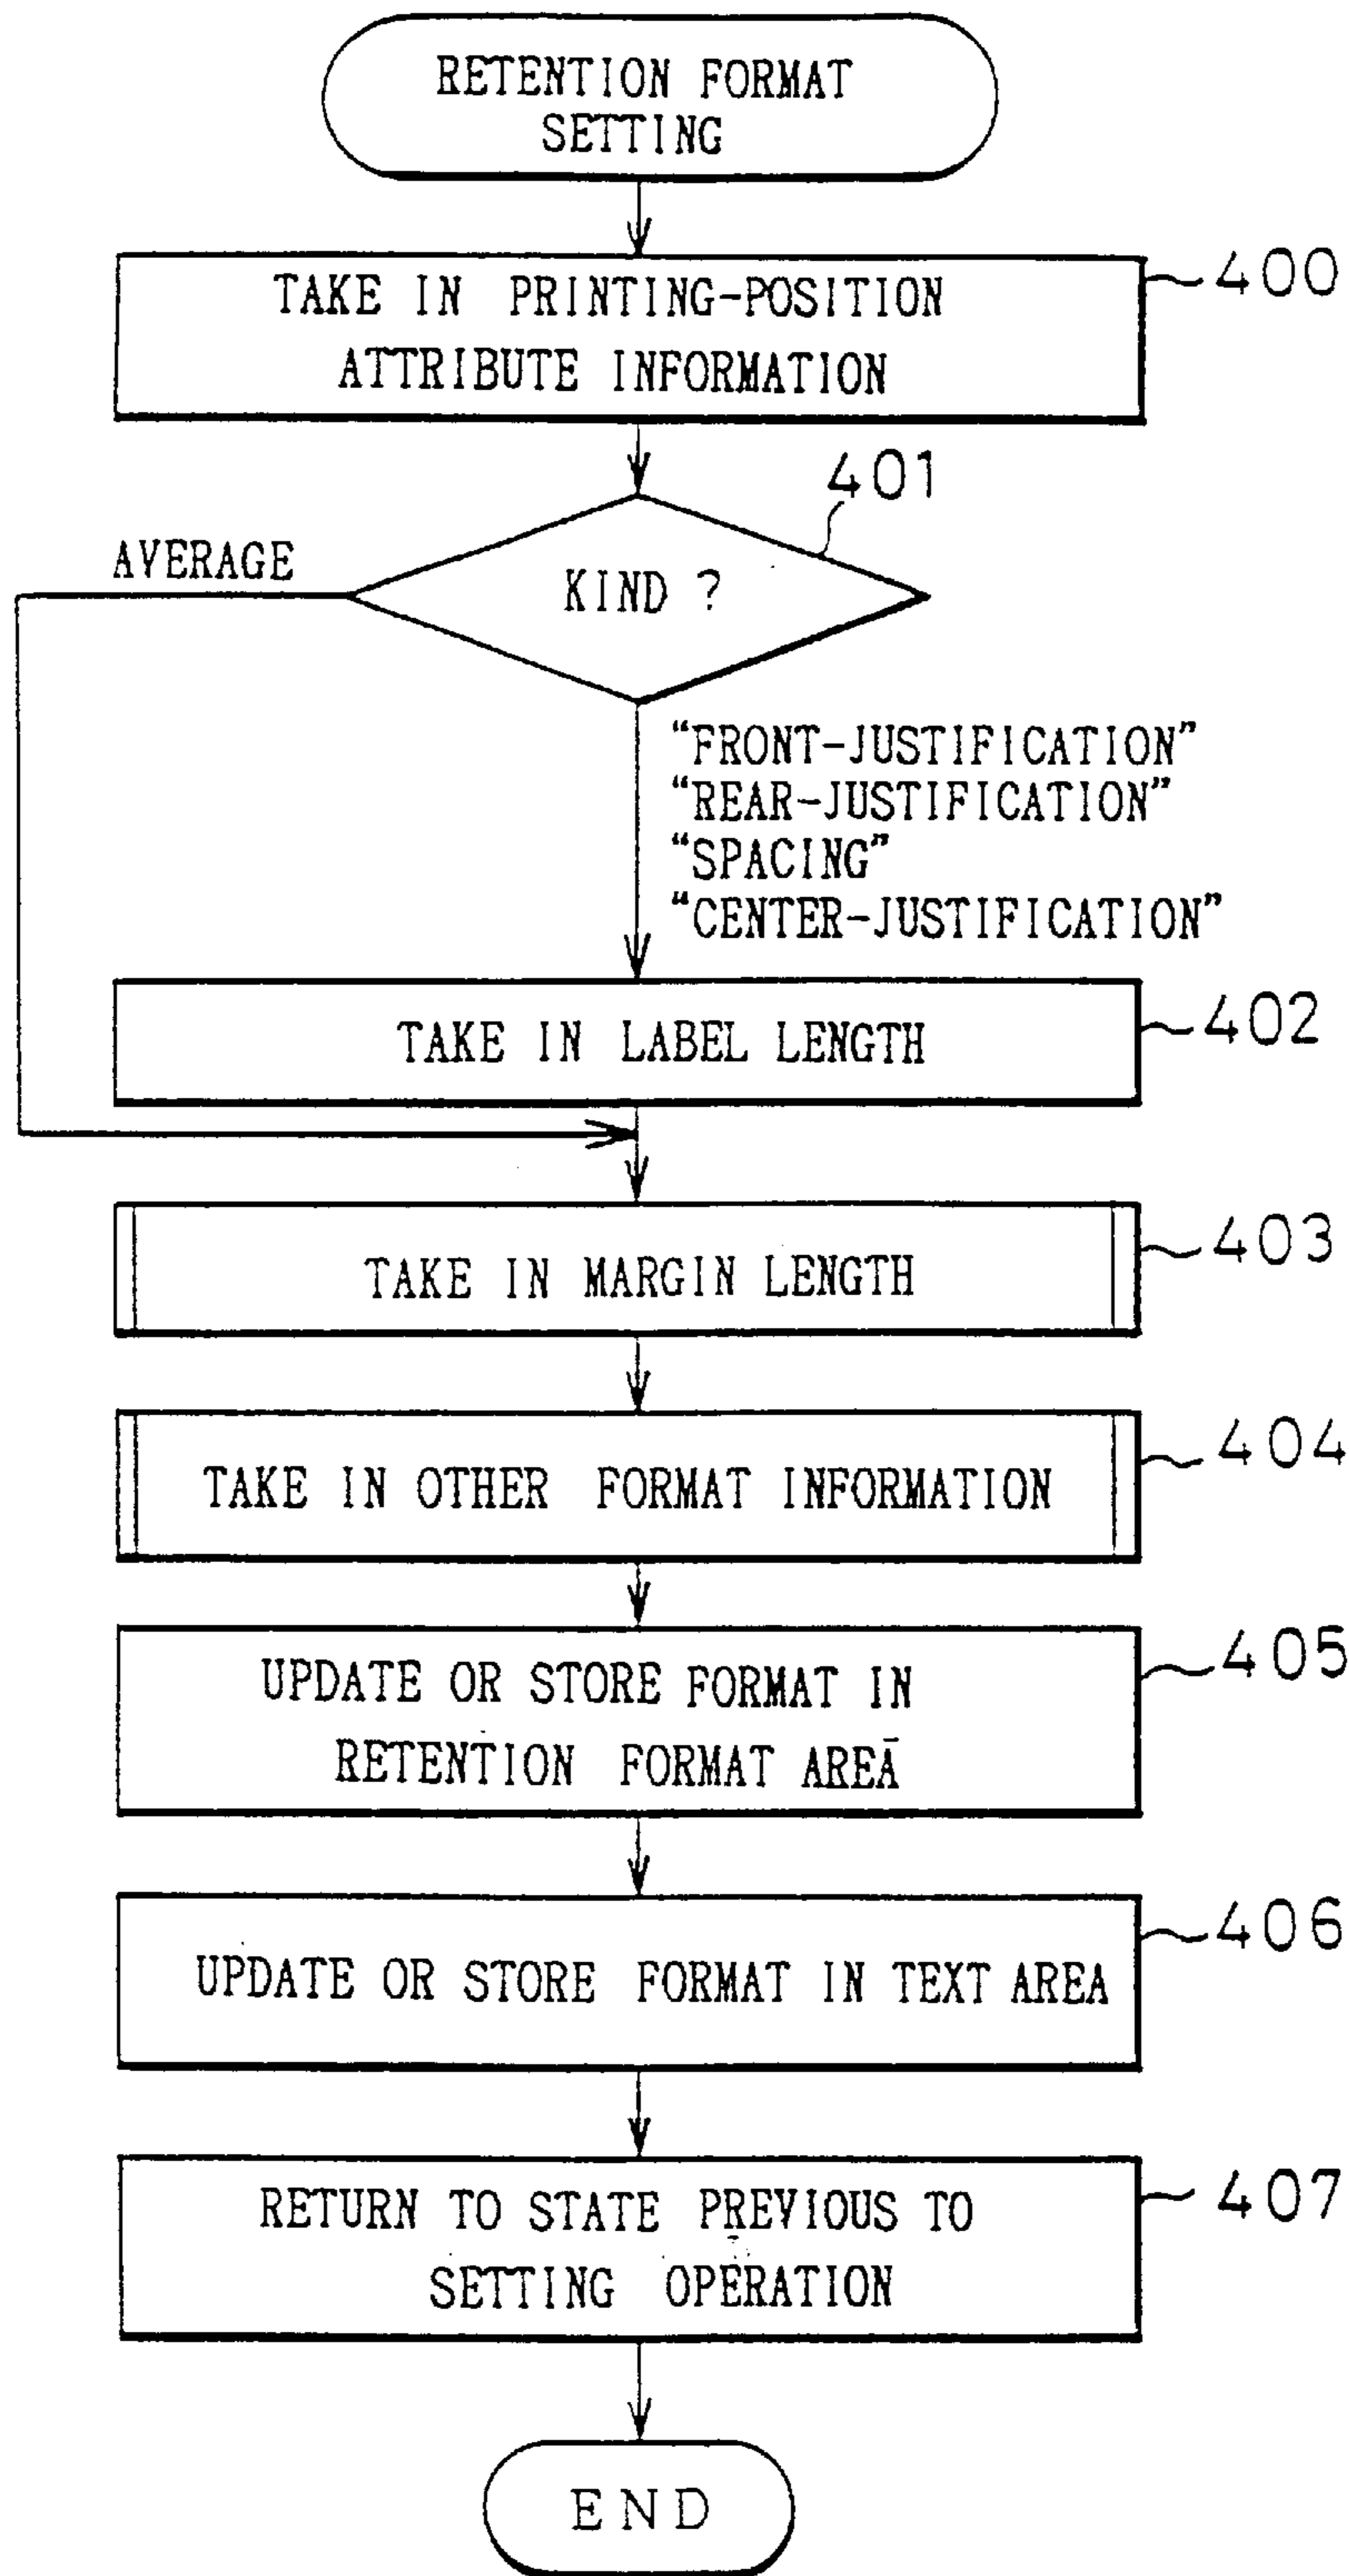 RETENTION FORMAT
SETTING
TAKE IN PRINTING-POSITION
ATTRIBUTE INFORMATION
400
401
AVERAGE
KIND ?
"FRONT-JUSTIFICATION"
"REAR-JUSTIFICATION"
"SPACING"
"CENTER-JUSTIFICATION"
TAKE IN LABEL LENGTH
402
TAKE IN MARGIN LENGTH
403
TAKE IN OTHER FORMAT INFORMATION
404
UPDATE OR STORE FORMAT IN
RETENTION FORMAT AREA
405
UPDATE OR STORE FORMAT IN TEXT AREA
406
RETURN TO STATE PREVIOUS TO
SETTING OPERATION
407
END